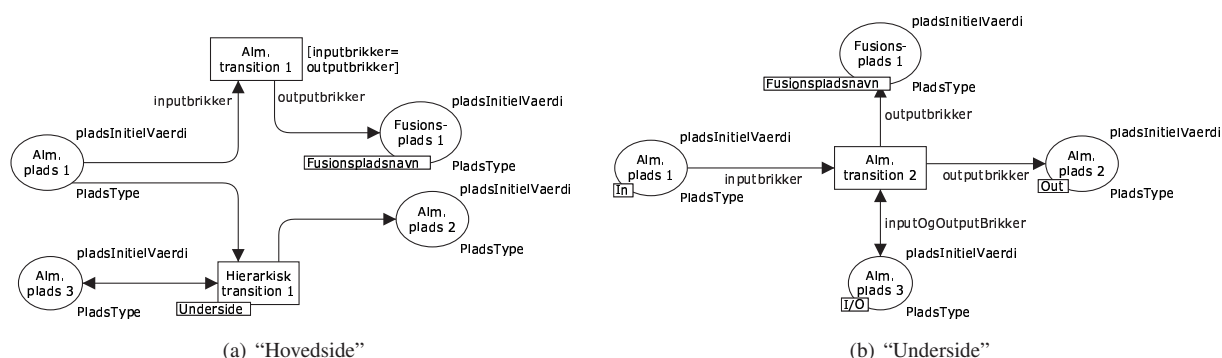 Alm.
transition 1
[inputbrikker=
outputbrikker]
inputbrikker
outputbrikker
pladsInitielVaerdi
Alm.
plads 1
PladsType
pladsInitielVaerdi
Fusions-
plads 1
Fusionspladsnavn
PladsType
pladsInitielVaerdi
Alm.
plads 2
PladsType
pladsInitielVaerdi
Alm.
plads 3
PladsType
Hierarkisk
transition 1
Underside
(a) “Hovedside”
pladsInitielVaerdi
Fusions-
plads 1
Fusionspladsnavn
PladsType
outputbrikker
pladsInitielVaerdi
Alm.
plads 1
In
PladsType
inputbrikker
Alm.
transition 2
outputbrikker
pladsInitielVaerdi
Alm.
plads 2
Out
PladsType
inputOgOutputBrikker
pladsInitielVaerdi
Alm.
plads 3
I/O
PladsType
(b) “Underside”